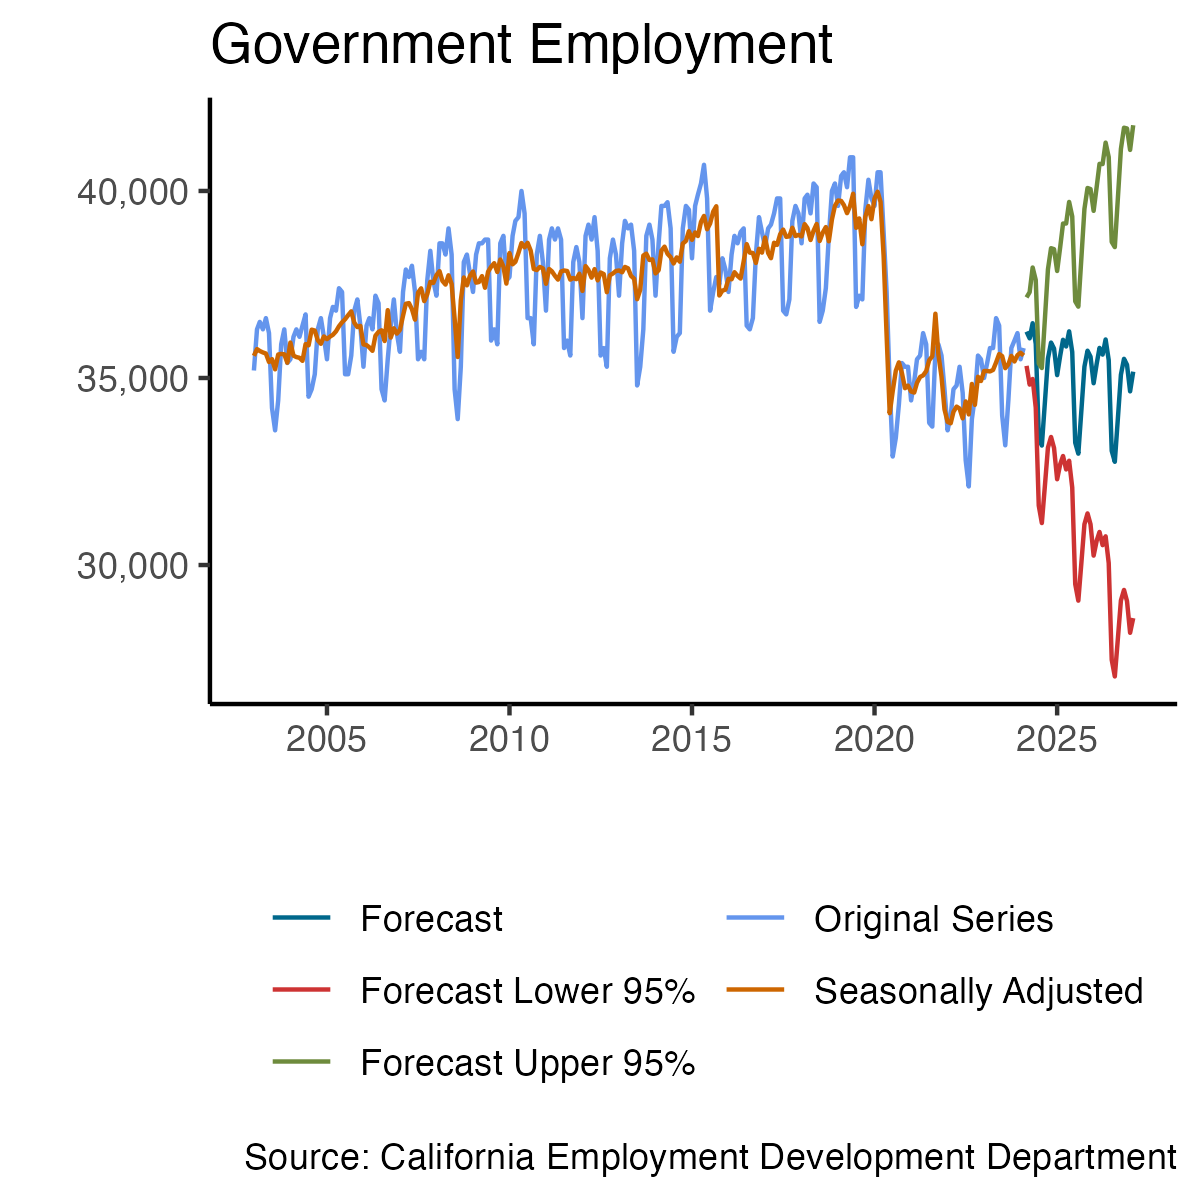 Government Employment
40,000
35,000
30,000
2005 2010 2015 2020 2025
Forecast Original Series
Forecast Lower 95% Seasonally Adjusted
Forecast Upper 95%
Source: California Employment Development Department